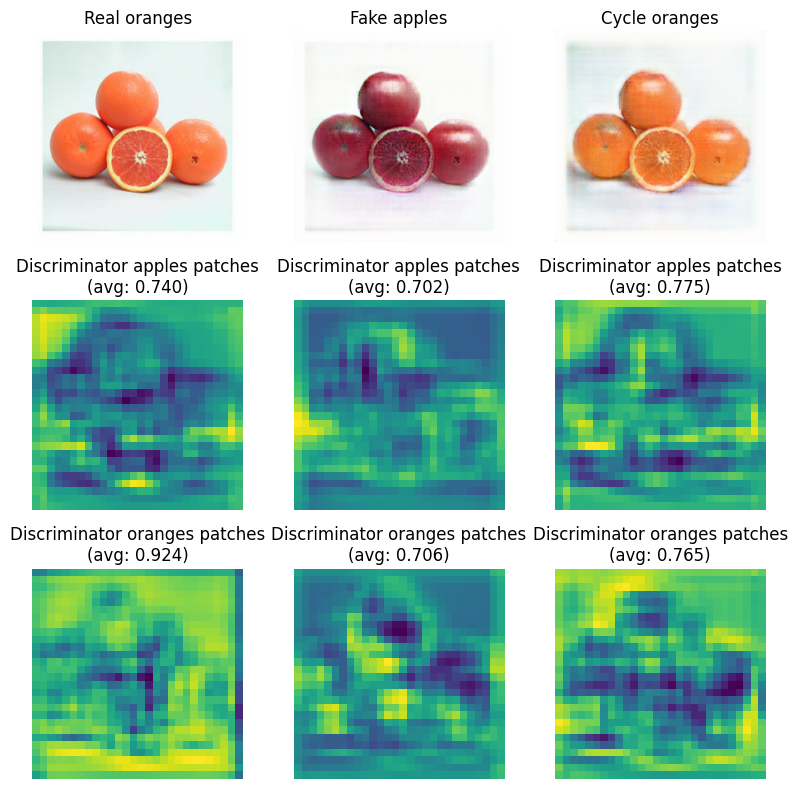 Real oranges
Fake apples
Cycle oranges
Discriminator apples patches
(avg: 0.740)
Discriminator apples patches
(avg: 0.702)
Discriminator apples patches
(avg: 0.775)
Discriminator oranges patches
(avg: 0.924)
Discriminator oranges patches
(avg: 0.706)
Discriminator oranges patches
(avg: 0.765)